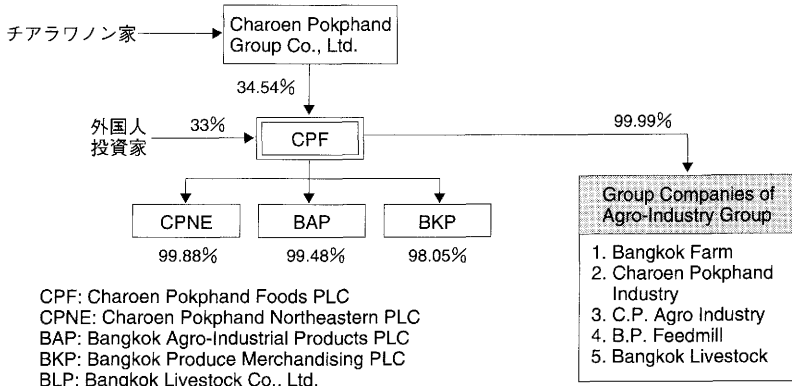 チアラワノン家
Charoen Pokphand
Group Co., Ltd.
34.54%
外国人
投資家
33%
CPF
99.99%
CPNE
BAP
BKP
99.88%
99.48%
98.05%
Group Companies of
Agro-Industry Group
1. Bangkok Farm
2. Charoen Pokphand
Industry
3. C.P. Agro Industry
4. B.P. Feedmill
5. Bangkok Livestock
CPF: Charoen Pokphand Foods PLC
CPNE: Charoen Pokphand Northeastern PLC
BAP: Bangkok Agro-Industrial Products PLC
BKP: Bangkok Produce Merchandising PLC
BLP: Bangkok Livestock Co., Ltd.